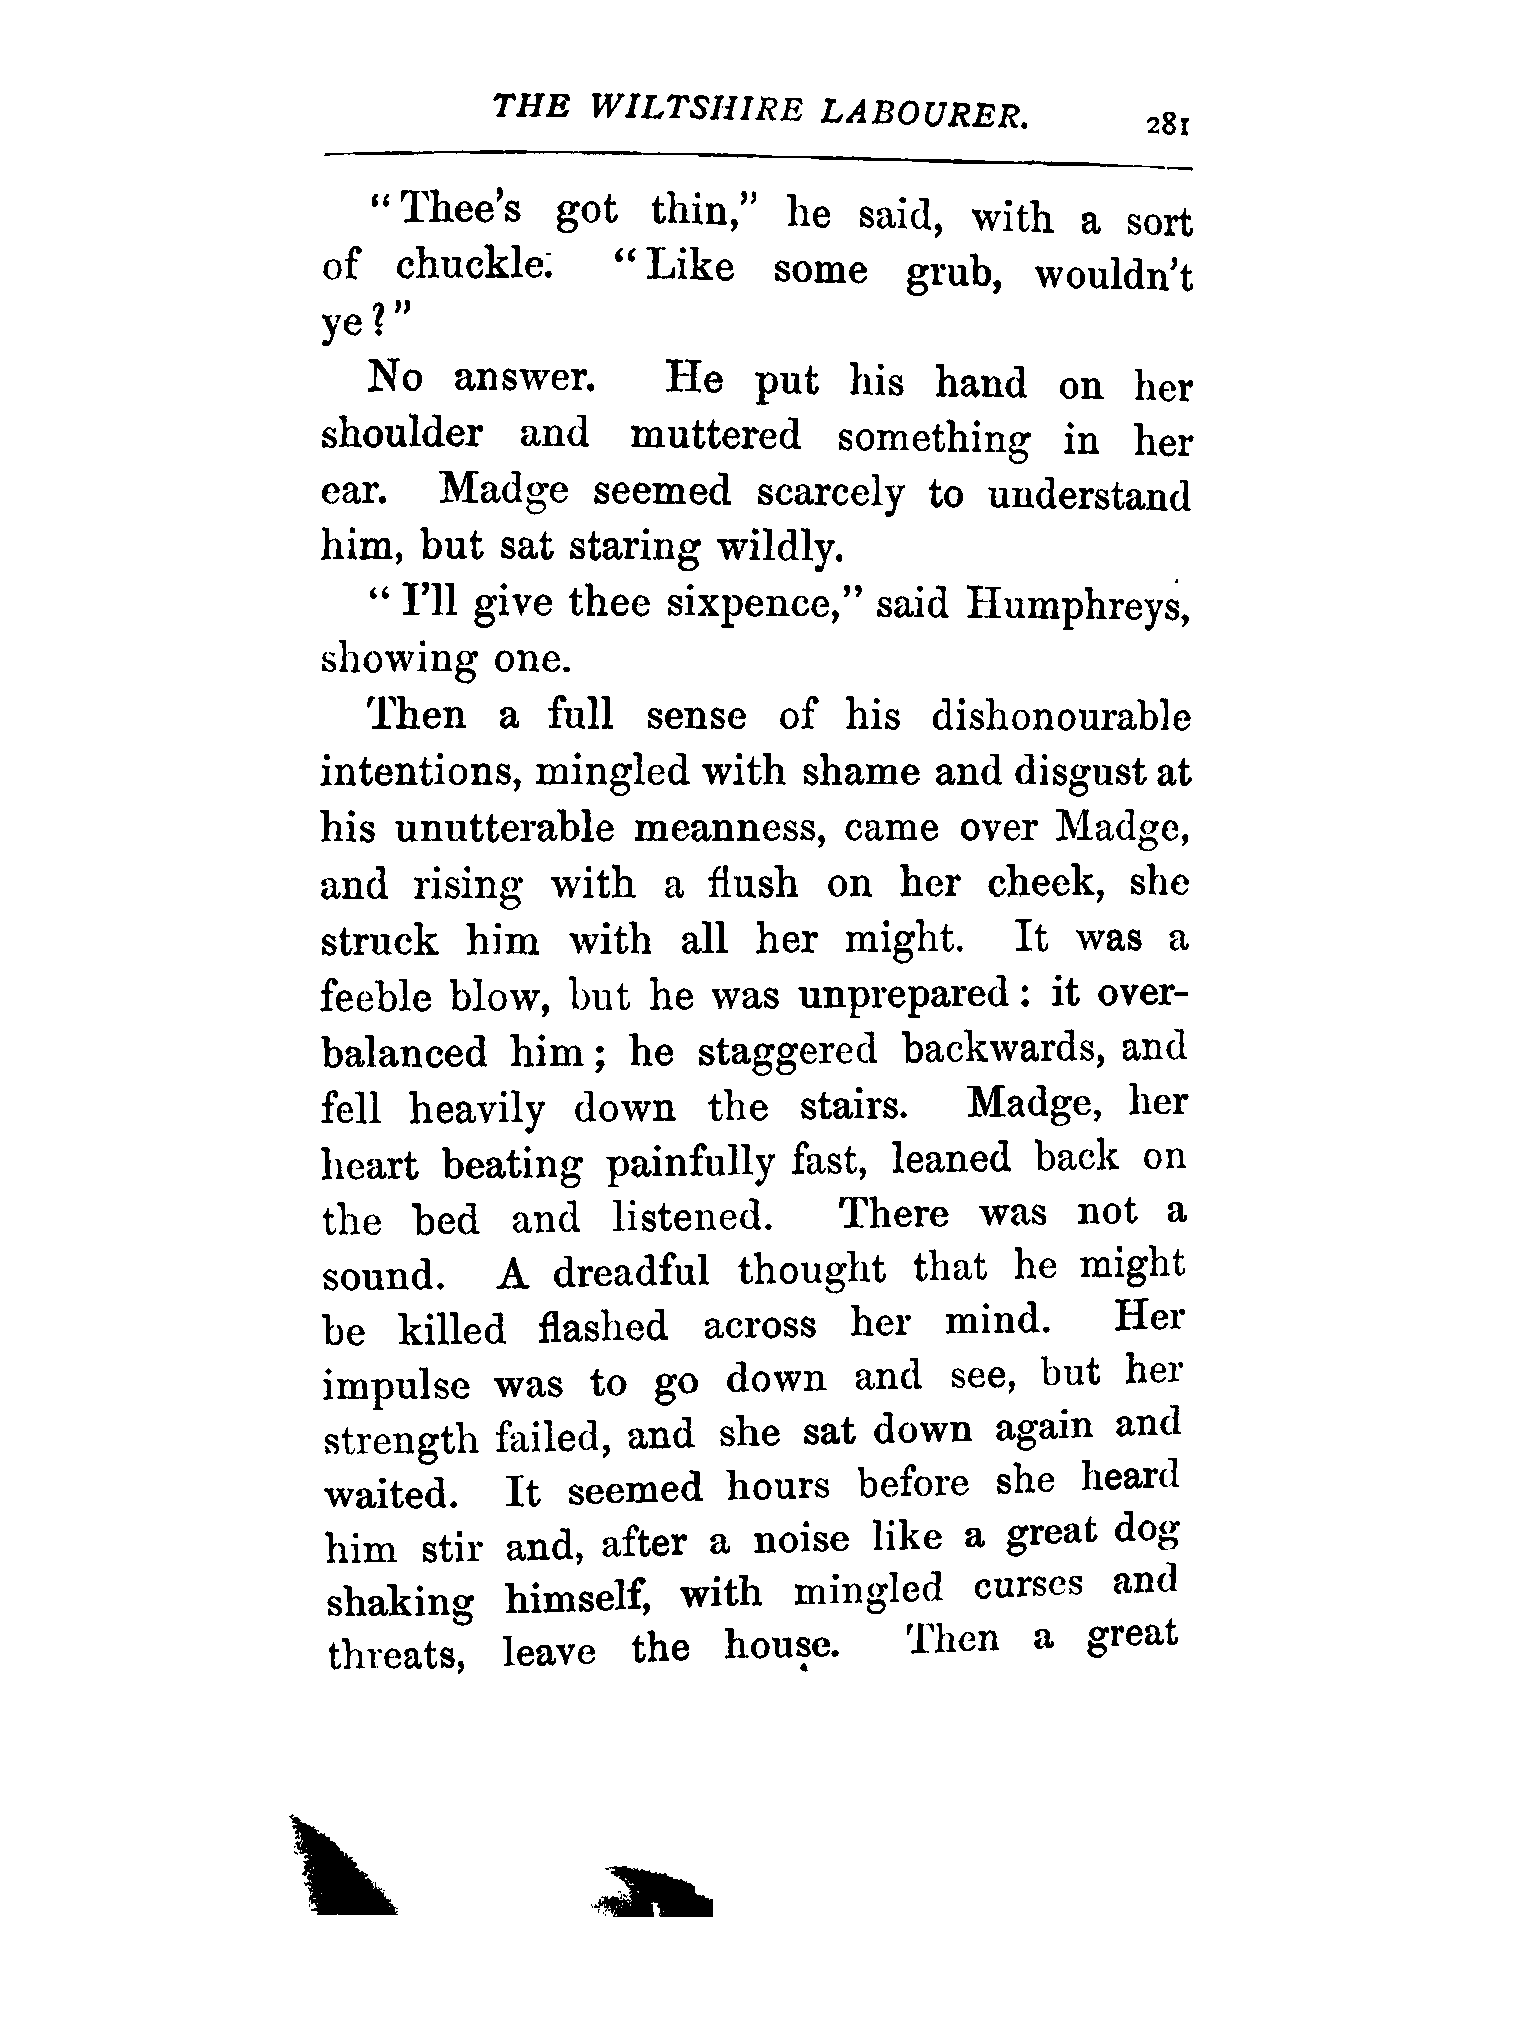 THE WILTSHIRE LABOURER. 281
"Thee's got thin," he said, with a sort
of chuckle. "Like some grub, wouldn't
ye?"
No answer. He put his hand on her
shoulder and muttered something in her
ear. Madge seemed scarcely to understand
him, but sat staring wildly.
"I'll give thee sixpence," said Humphreys,
showing one.
Then a full sense of his dishonourable
intentions, mingled with shame and disgust at
his unutterable meanness, came over Madge,
and rising with a flush on her cheek, she
struck him with all her might. It was a
feeble blow, but he was unprepared: it over-
balanced him; he staggered backwards, and
fell heavily down the stairs. Madge, her
heart beating painfully fast, leaned back on
the bed and listened. There was not a
sound. A dreadful thought that he might
be killed flashed across her mind. Her
impulse was to go down and see, but her
strength failed, and she sat down again and
waited. It seemed hours before she heard
him stir and, after a noise like a great dog
shaking himself, with mingled curses and
threats, leave the house. Then a great